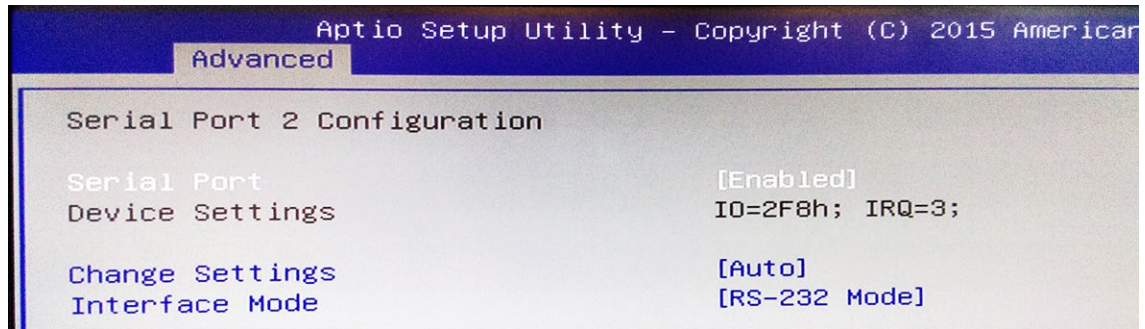 Aptio Setup Utility – Copyright (C) 2015 American
Advanced
Serial Port 2 Configuration
Serial Port [Enabled]
Device Settings IO=2F8h; IRQ=3;
Change Settings [Auto]
Interface Mode [RS-232 Mode]